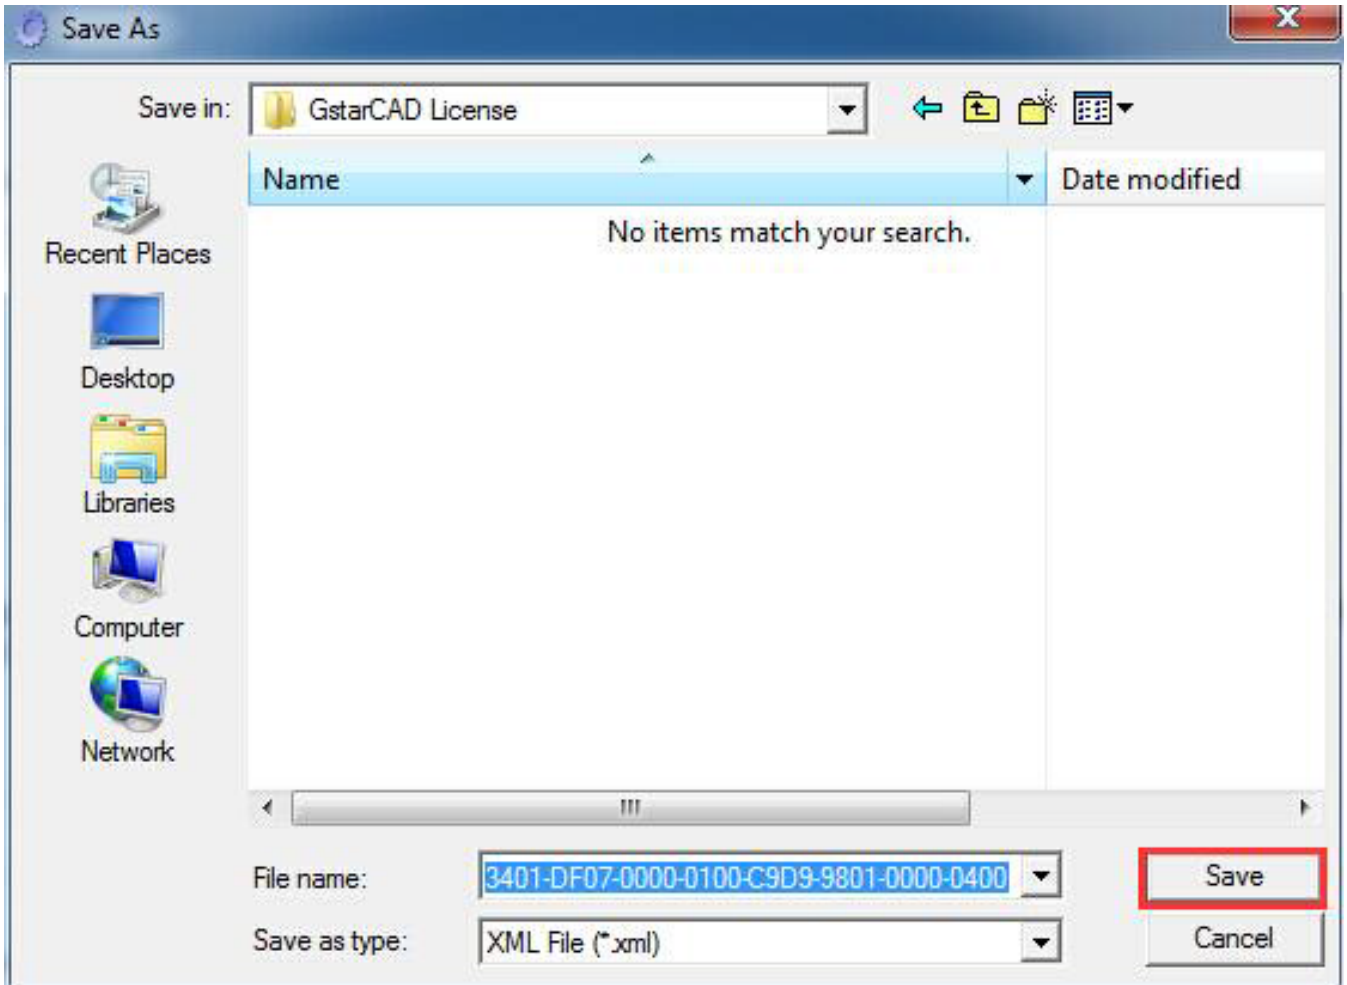 Save As
X
Save in: GstarCAD License
Name Date modified
No items match your search.
Recent Places
Desktop
Libraries
Computer
Network
File name: 3401-DF07-0000-0100-C9D9-9801-0000-0400 Save
Save as type: XML File (*.xml) Cancel